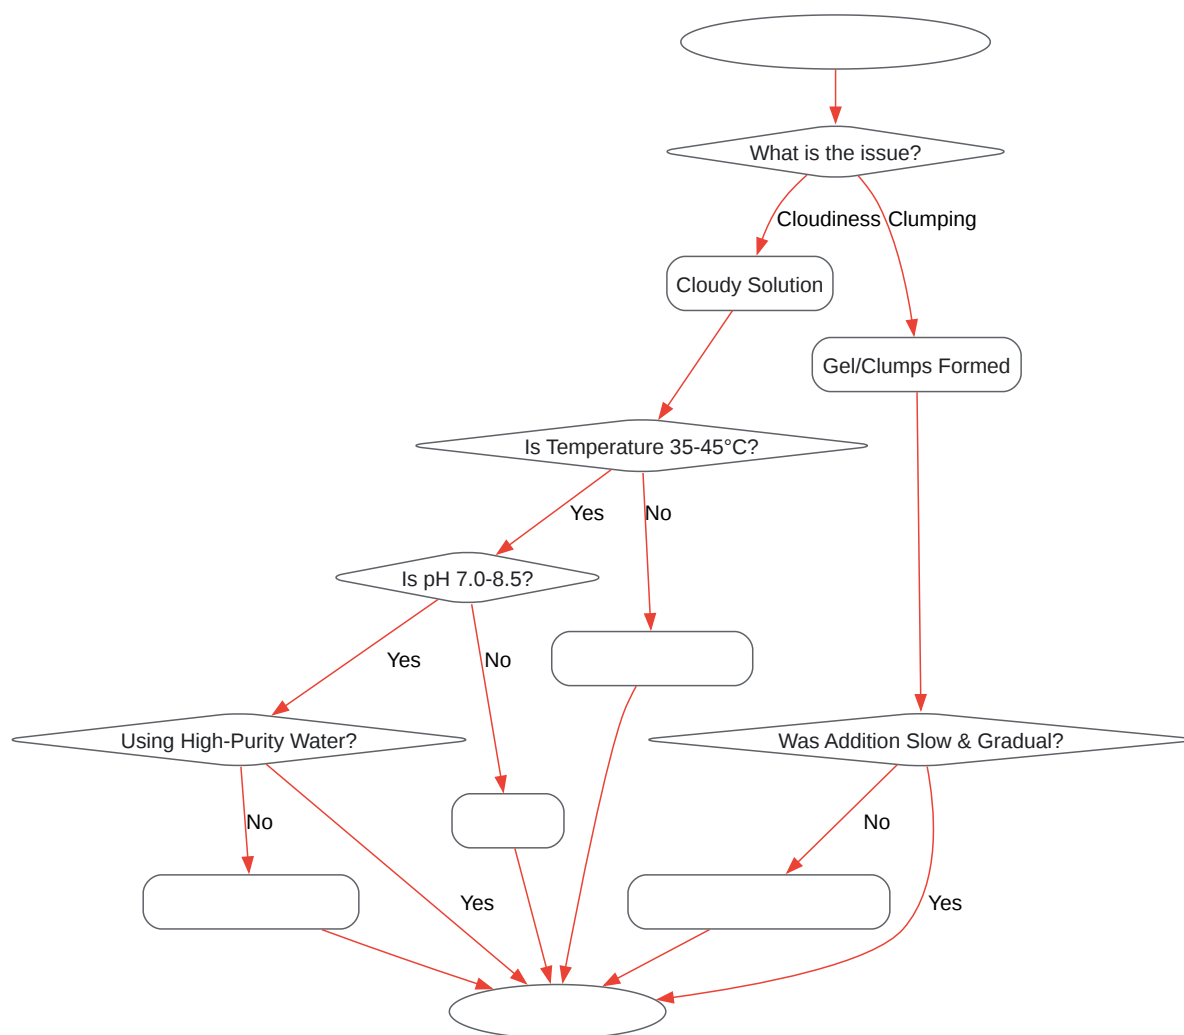 What is the issue?
Cloudiness
Clumping
Cloudy Solution
Gel/Clumps Formed
Is Temperature 35-45°C?
Yes
No
Is pH 7.0-8.5?
Yes
No
Using High-Purity Water?
Was Addition Slow & Gradual?
No
No
Yes
Yes